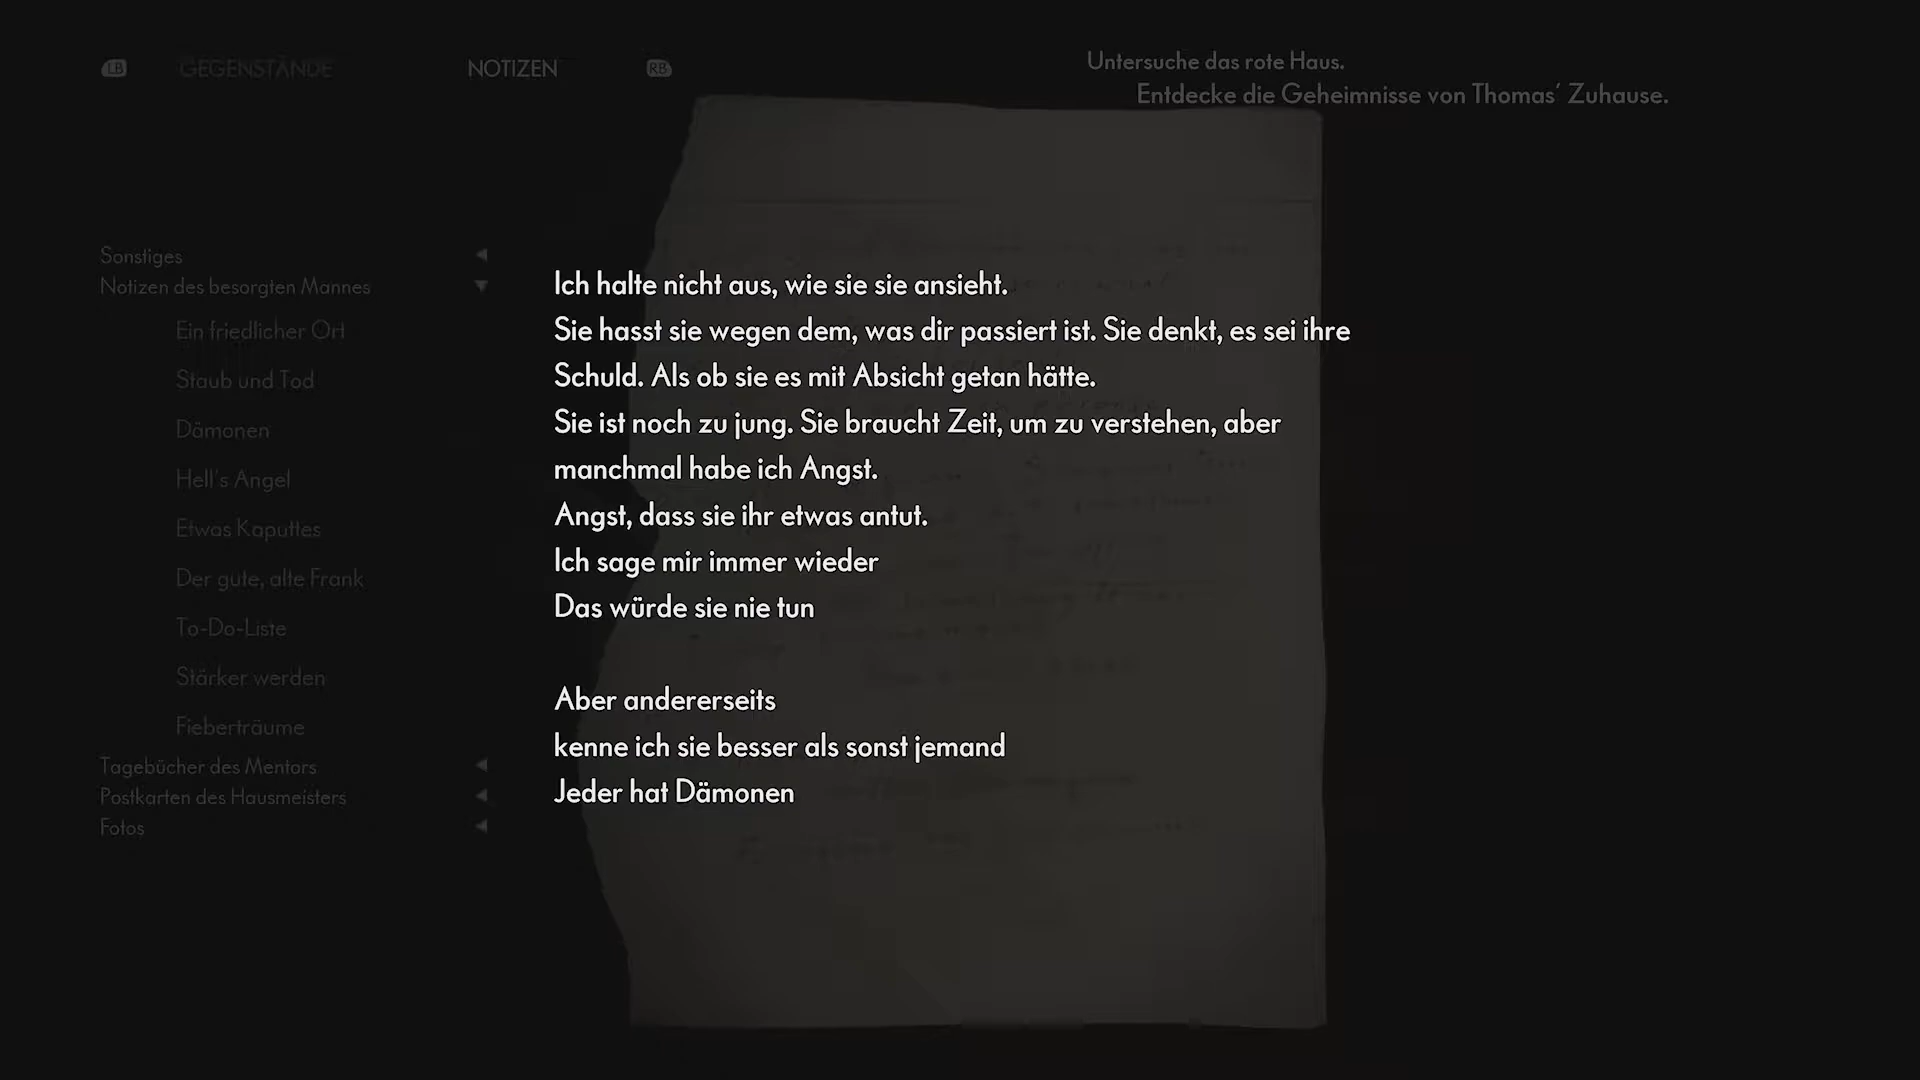 LB GEGENSTÄNDE NOTIZEN RB
Untersuche das rote Haus.
Entdecke die Geheimnisse von Thomas´ Zuhause.
Sonstiges
Notizen des besorgten Mannes
Ein friedlicher Ort
Staub und Tod
Dämonen
Hell's Angel
Etwas Kaputtes
Der gute, alte Frank
To-Do-Liste
Stärker werden
Fieberträume
Tagebücher des Mentors
Postkarten des Hausmeisters
Fotos
Ich halte nicht aus, wie sie sie ansieht.
Sie hasst sie wegen dem, was dir passiert ist. Sie denkt, es sei ihre
Schuld. Als ob sie es mit Absicht getan hätte.
Sie ist noch zu jung. Sie braucht Zeit, um zu verstehen, aber
manchmal habe ich Angst.
Angst, dass sie ihr etwas antut.
Ich sage mir immer wieder
Das würde sie nie tun
Aber andererseits
kenne ich sie besser als sonst jemand
Jeder hat Dämonen